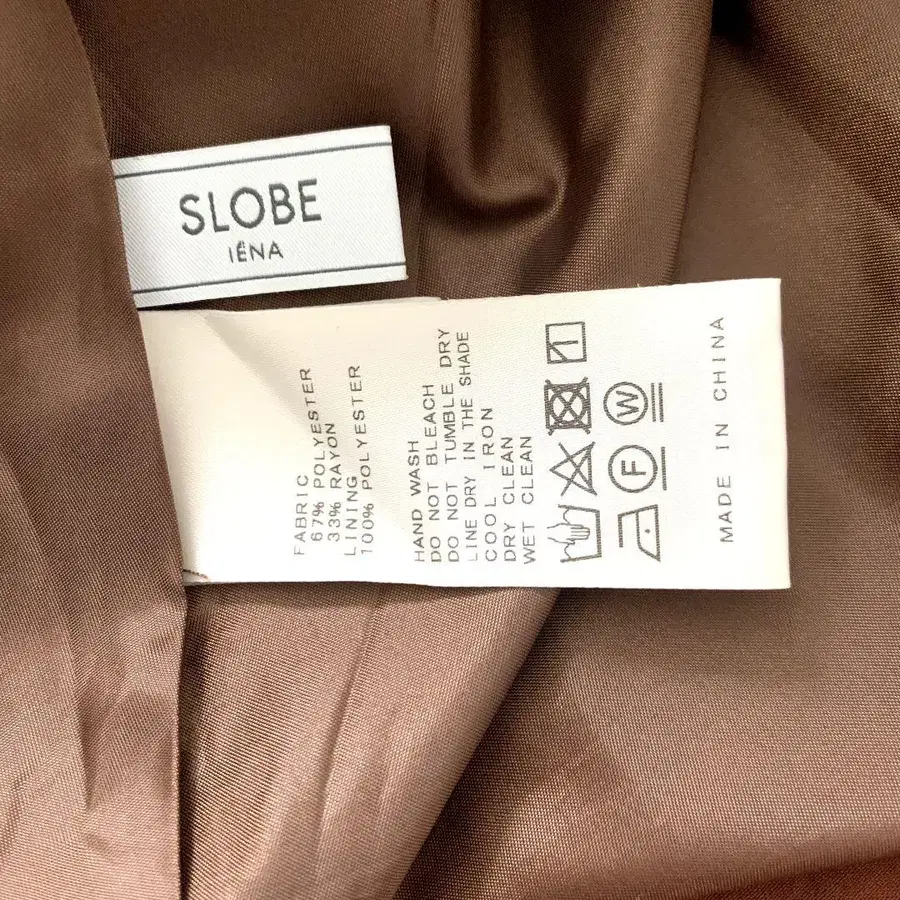 SLOBE
IÉNA
FABRIC
67% POLYESTER
33% RAYON
LINING
100% POLYESTER
HAND WASH
DO NOT BLEACH
DO NOT TUMBLE DRY
LINE DRY IN THE SHADE
COOL IRON
DRY CLEAN
WET CLEAN
F
W
MADE IN CHINA